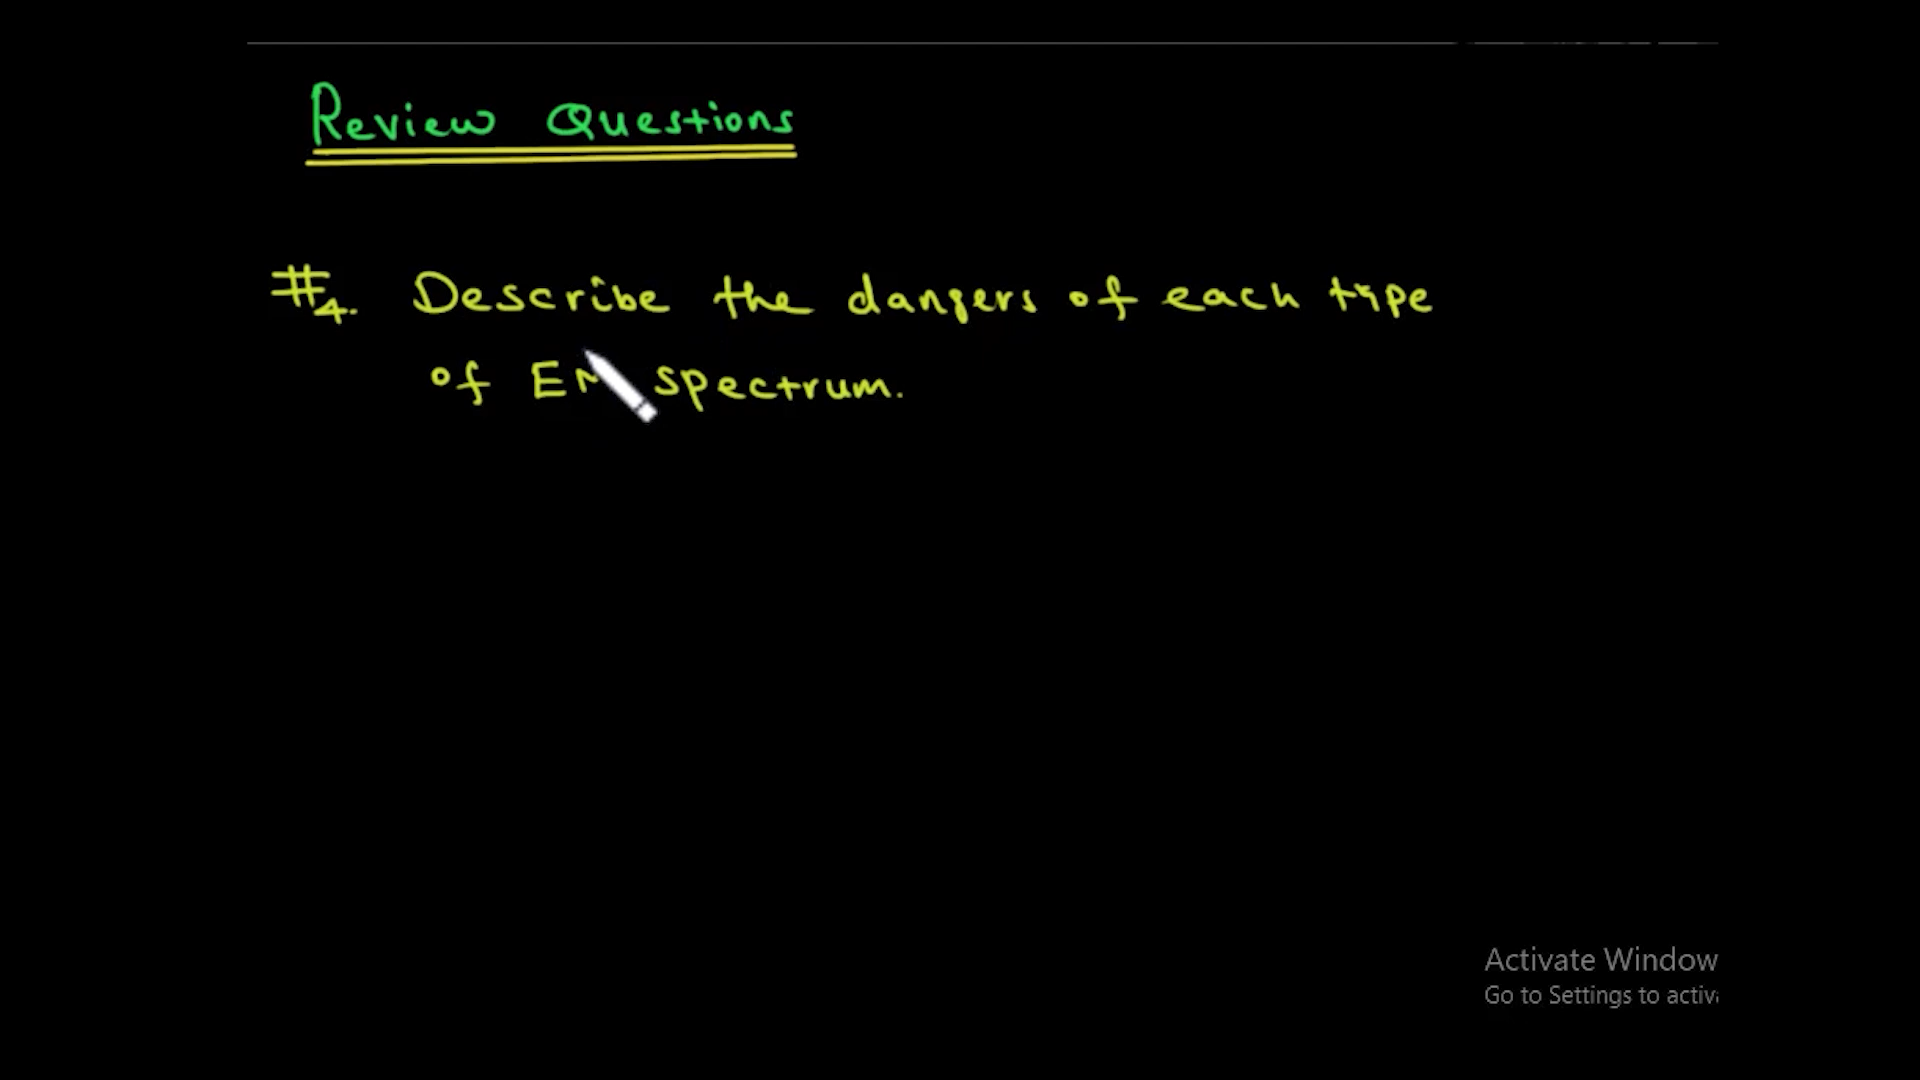 Review Questions
#4. Describe the dangers of each type
of EM spectrum.
Activate Window
Go to Settings to activ